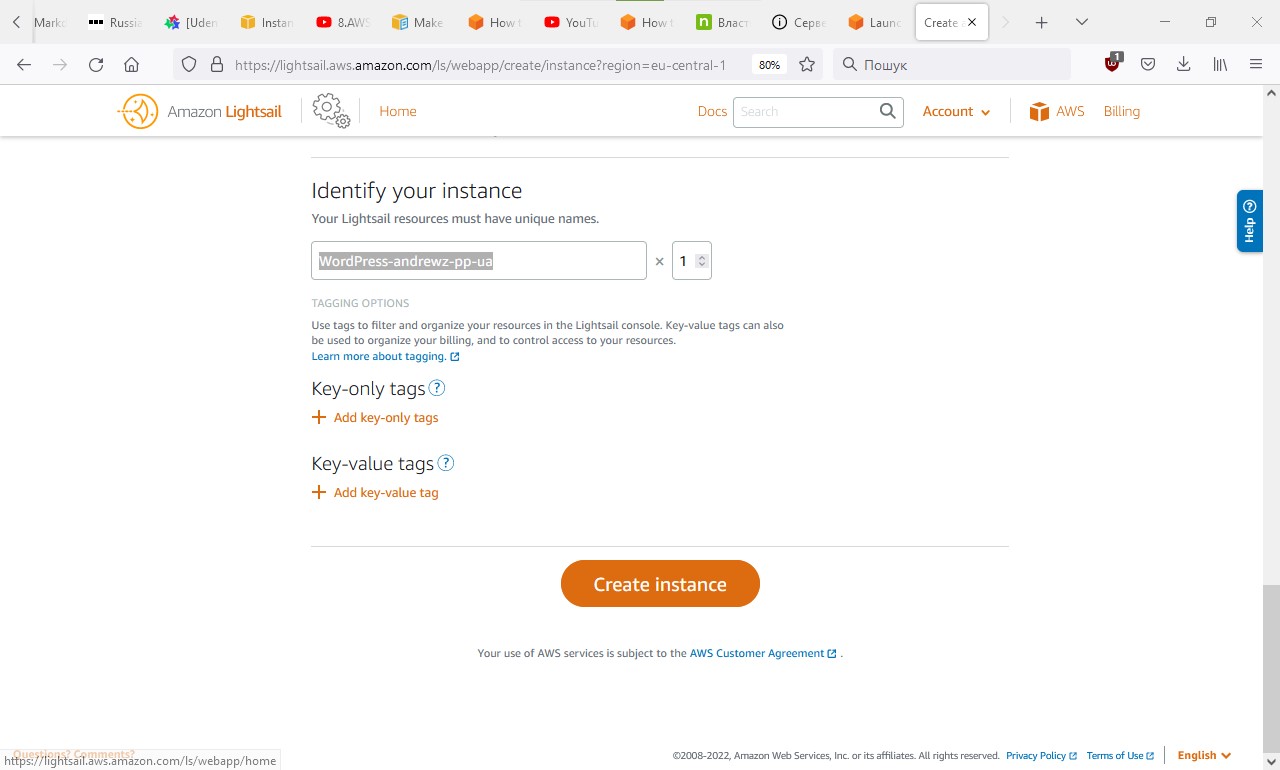 Marko Russia [Uden Instan 8.AWS Make How t YouTu How t Власт Серве Launc Create a
https://lightsail.aws.amazon.com/ls/webapp/create/instance?region=eu-central-1 80% Пошук 1
Amazon Lightsail Home Docs Search Account AWS Billing
Identify your instance
Your Lightsail resources must have unique names.
WordPress-andrewz-pp-ua × 1
Help
TAGGING OPTIONS
Use tags to filter and organize your resources in the Lightsail console. Key-value tags can also
be used to organize your billing, and to control access to your resources.
Learn more about tagging.
Key-only tags
Add key-only tags
Key-value tags
Add key-value tag
Create instance
Your use of AWS services is subject to the AWS Customer Agreement .
Questions? Comments?
https://lightsail.aws.amazon.com/ls/webapp/home
©2008-2022, Amazon Web Services, Inc. or its affiliates. All rights reserved. Privacy Policy Terms of Use English